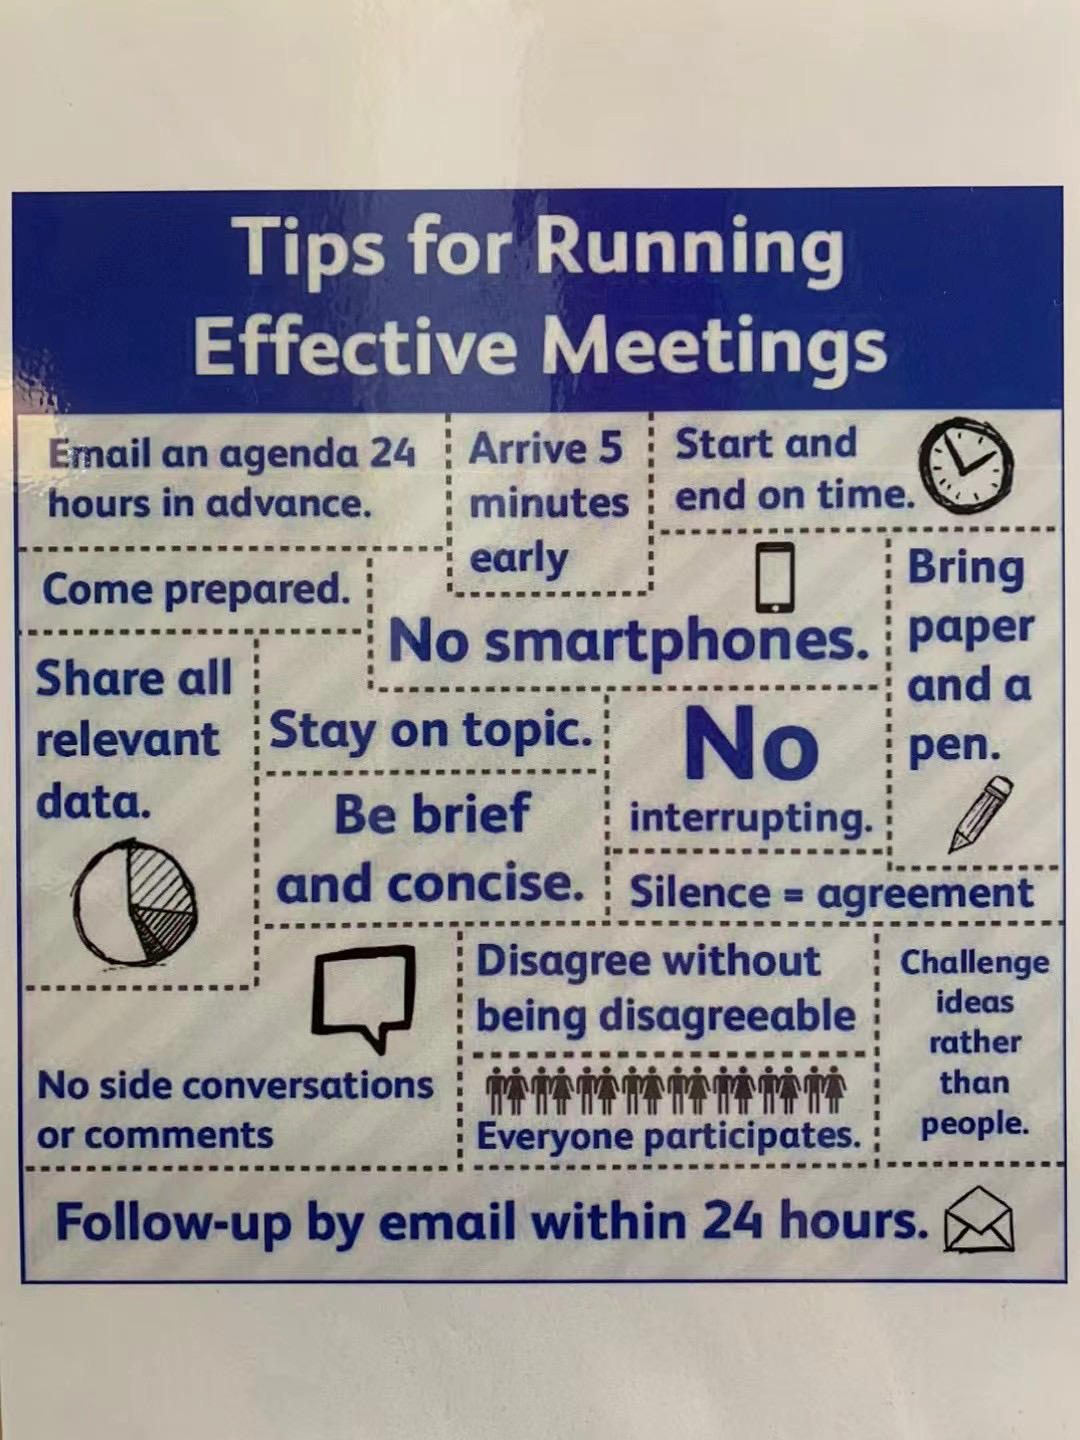 Tips for Running
Effective Meetings
Email an agenda 24
hours in advance.
Arrive 5
minutes
early
Start and
end on time.
Come prepared.
No smartphones.
Bring
paper
and a
pen.
Share all
relevant
data.
Stay on topic.
No
interrupting.
Be brief
and concise.
Silence = agreement
No side conversations
or comments
Disagree without
being disagreeable
Everyone participates.
Challenge
ideas
rather
than
people.
Follow-up by email within 24 hours.